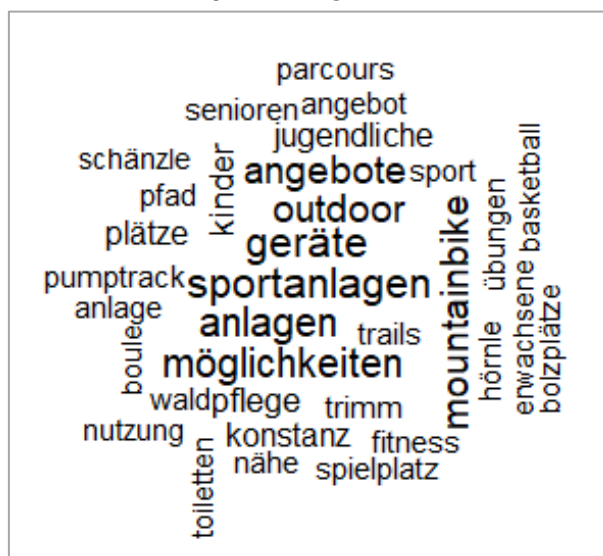 parcours
senioren angebot
jugendliche
schänzle
kinder
angebote sport
pfad
outdoor
plätze
geräte
mountainbike
übungen
basketball
pumptrack sportanlagen
anlage
anlagen trails
boule
möglichkeiten
hörnle
erwachsene
bolzplätze
waldpflege trimm
nutzung konstanz fitness
toiletten
nähe spielplatz